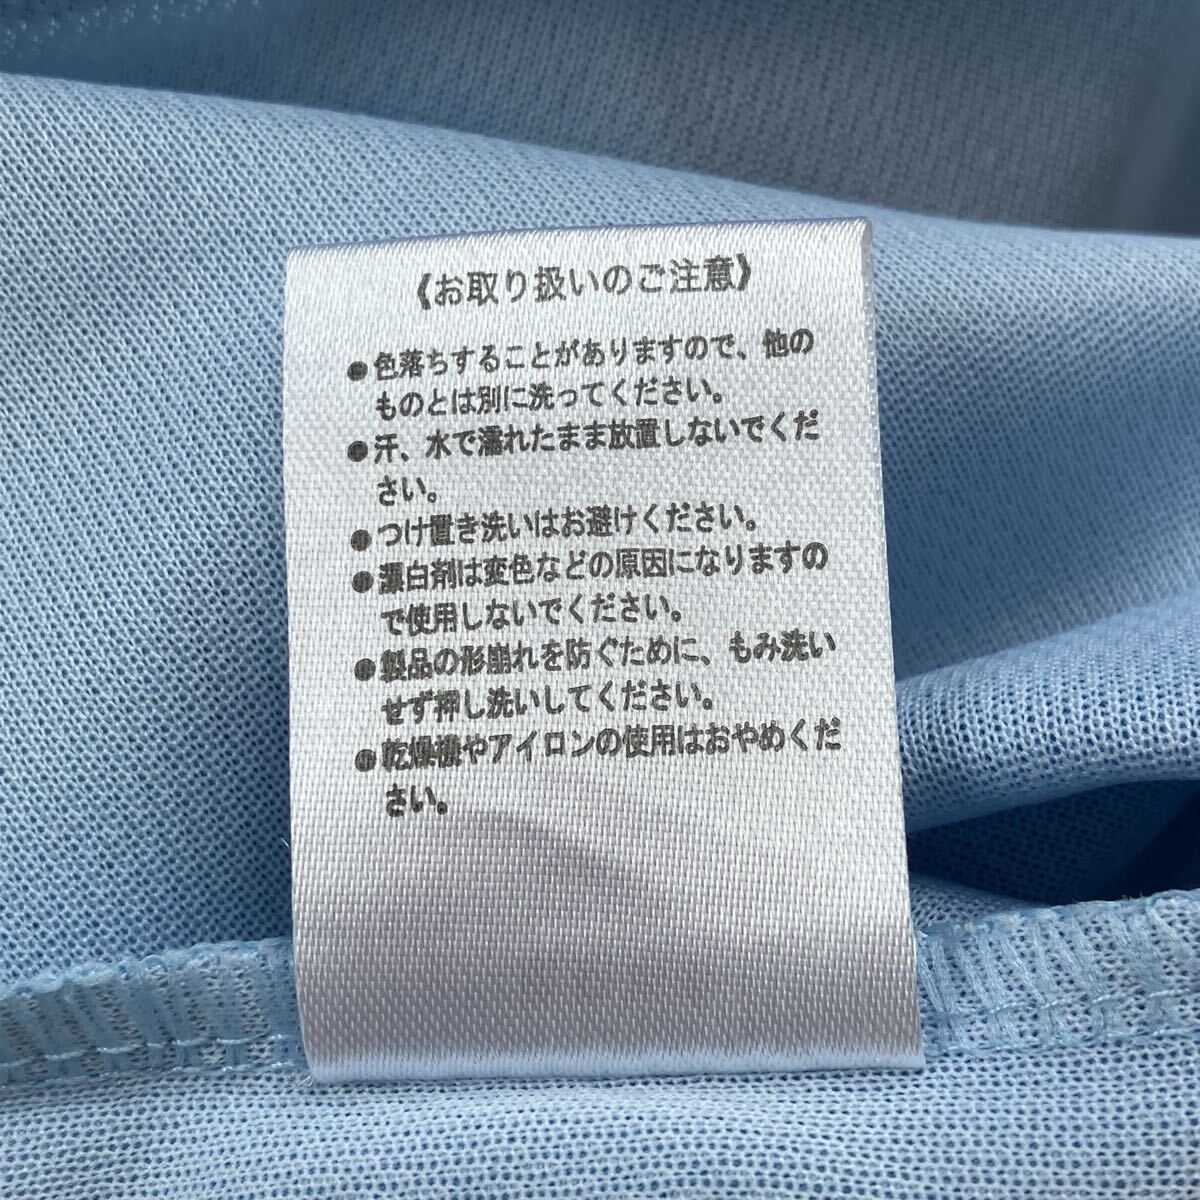 《お取り扱いのご注意》
●色落ちすることがありますので、他の
ものとは別に洗ってください。
●汗、水で濡れたまま放置しないでくだ
さい。
●つけ置き洗いはお避けください。
●漂白剤は変色などの原因になりますの
で使用しないでください。
●製品の形崩れを防ぐために、もみ洗い
せず押し洗いしてください。
●乾燥機やアイロンの使用はおやめくだ
さい。